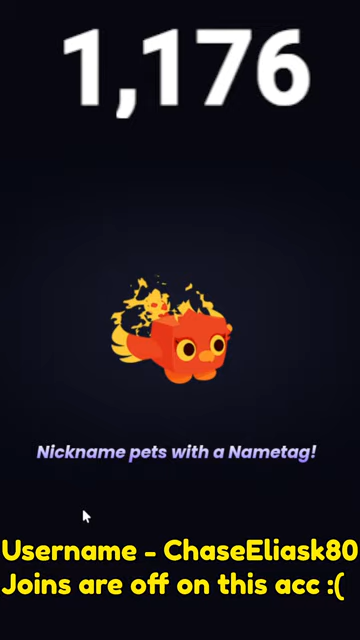 1,176
Nickname pets with a Nametag!
Username - ChaseEliask80
Joins are off on this acc :(